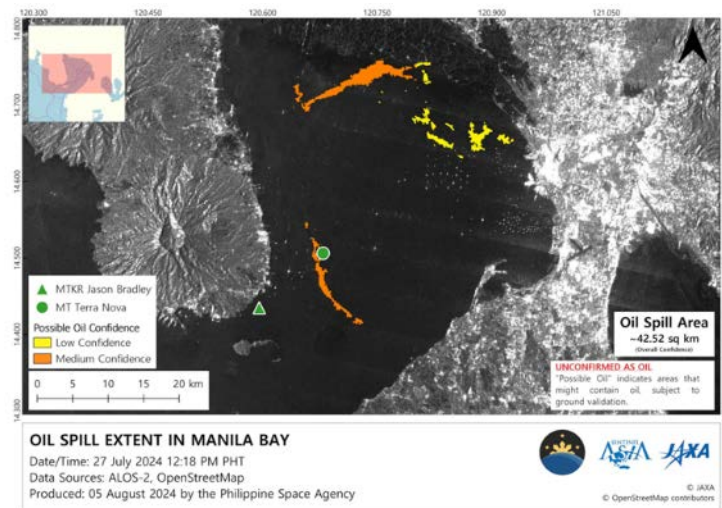 120.300 120.450 120.600 120.750 120.900 121.050
14.800
14.700
14.600
14.500
14.400
14.300
MTKR Jason Bradley
MT Terra Nova
Possible Oil Confidence
Low Confidence
Medium Confidence
0 5 10 15 20 km
Oil Spill Area
~42.52 sq km
(Overall Confidence)
UNCONFIRMED AS OIL
"Possible Oil" indicates areas that
might contain oil, subject to
ground validation.
OIL SPILL EXTENT IN MANILA BAY
Date/Time: 27 July 2024 12:18 PM PHT
Data Sources: ALOS-2, OpenStreetMap
Produced: 05 August 2024 by the Philippine Space Agency
SENTINEL
ASIA
JAXA
© JAXA
© OpenStreetMap contributors